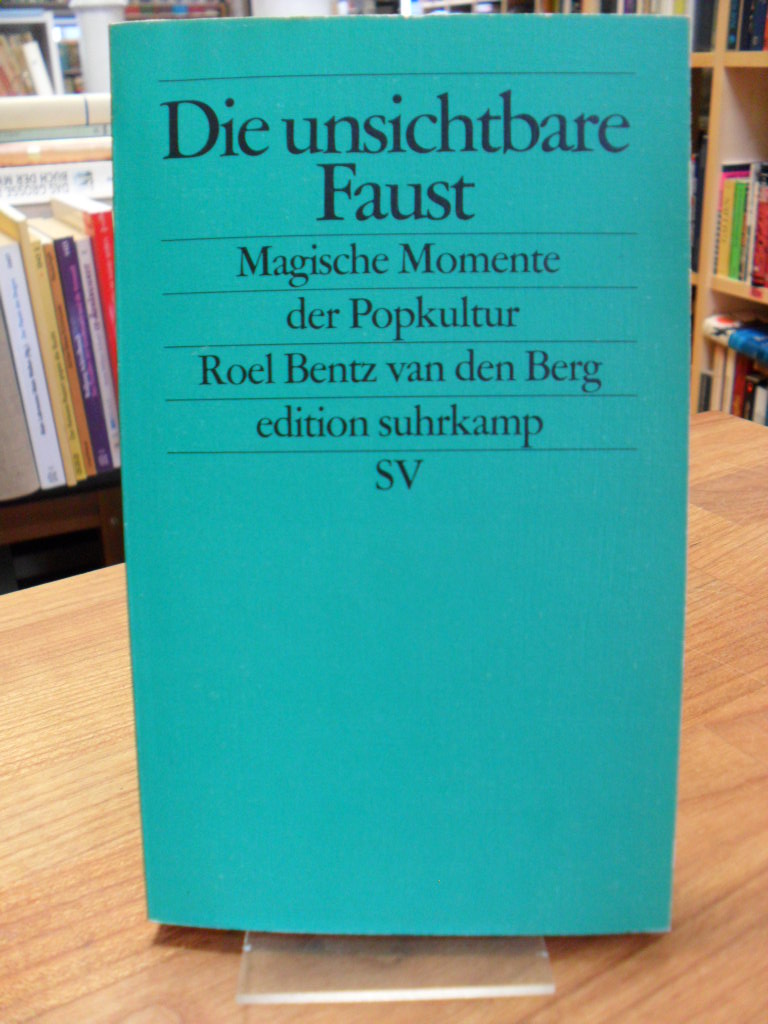 Die unsichtbare
Faust
Magische Momente
der Popkultur
Roel Bentz van den Berg
edition suhrkamp
SV